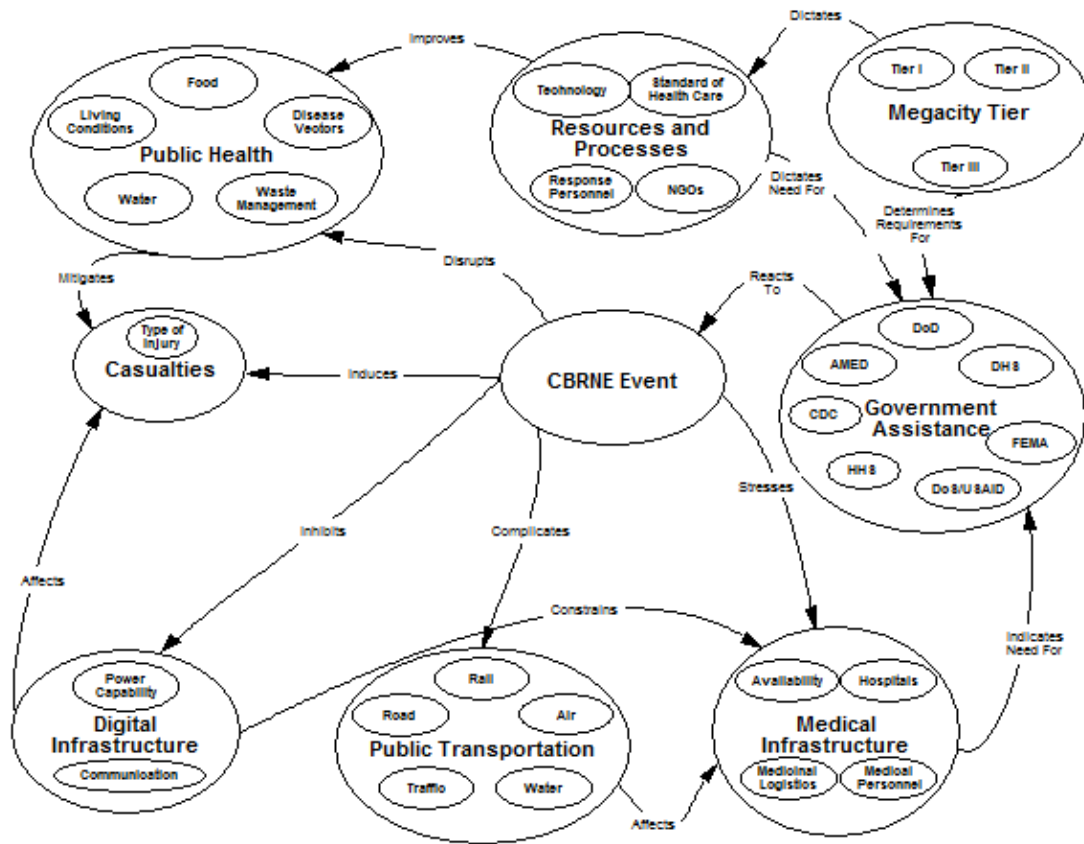 Dictates
Improves
Food
Living
Conditions
Disease
Vectors
Public Health
Water
Waste
Management
Technology
Standard of
Health Care
Resources and
Processes
Response
Personnel
NGOs
Tier I
Tier II
Megacity Tier
Tier III
Dictates
Need For
Determines
Requirements
For
Mitigates
Disrupts
Reacts
To
Type of
Injury
Casualties
Induces
CBRNE Event
DoD
AMED
DHS
CDC
Government
Assistance
FEMA
HHS
DoS/USAID
Stresses
Inhibits
Complicates
Affects
Constrains
Indicates
Need For
Power
Capability
Digital
Infrastructure
Communication
Rail
Road
Air
Public Transportation
Traffic
Water
Availability
Hospitals
Medical
Infrastructure
Medicinal
Logistics
Medical
Personnel
Affects